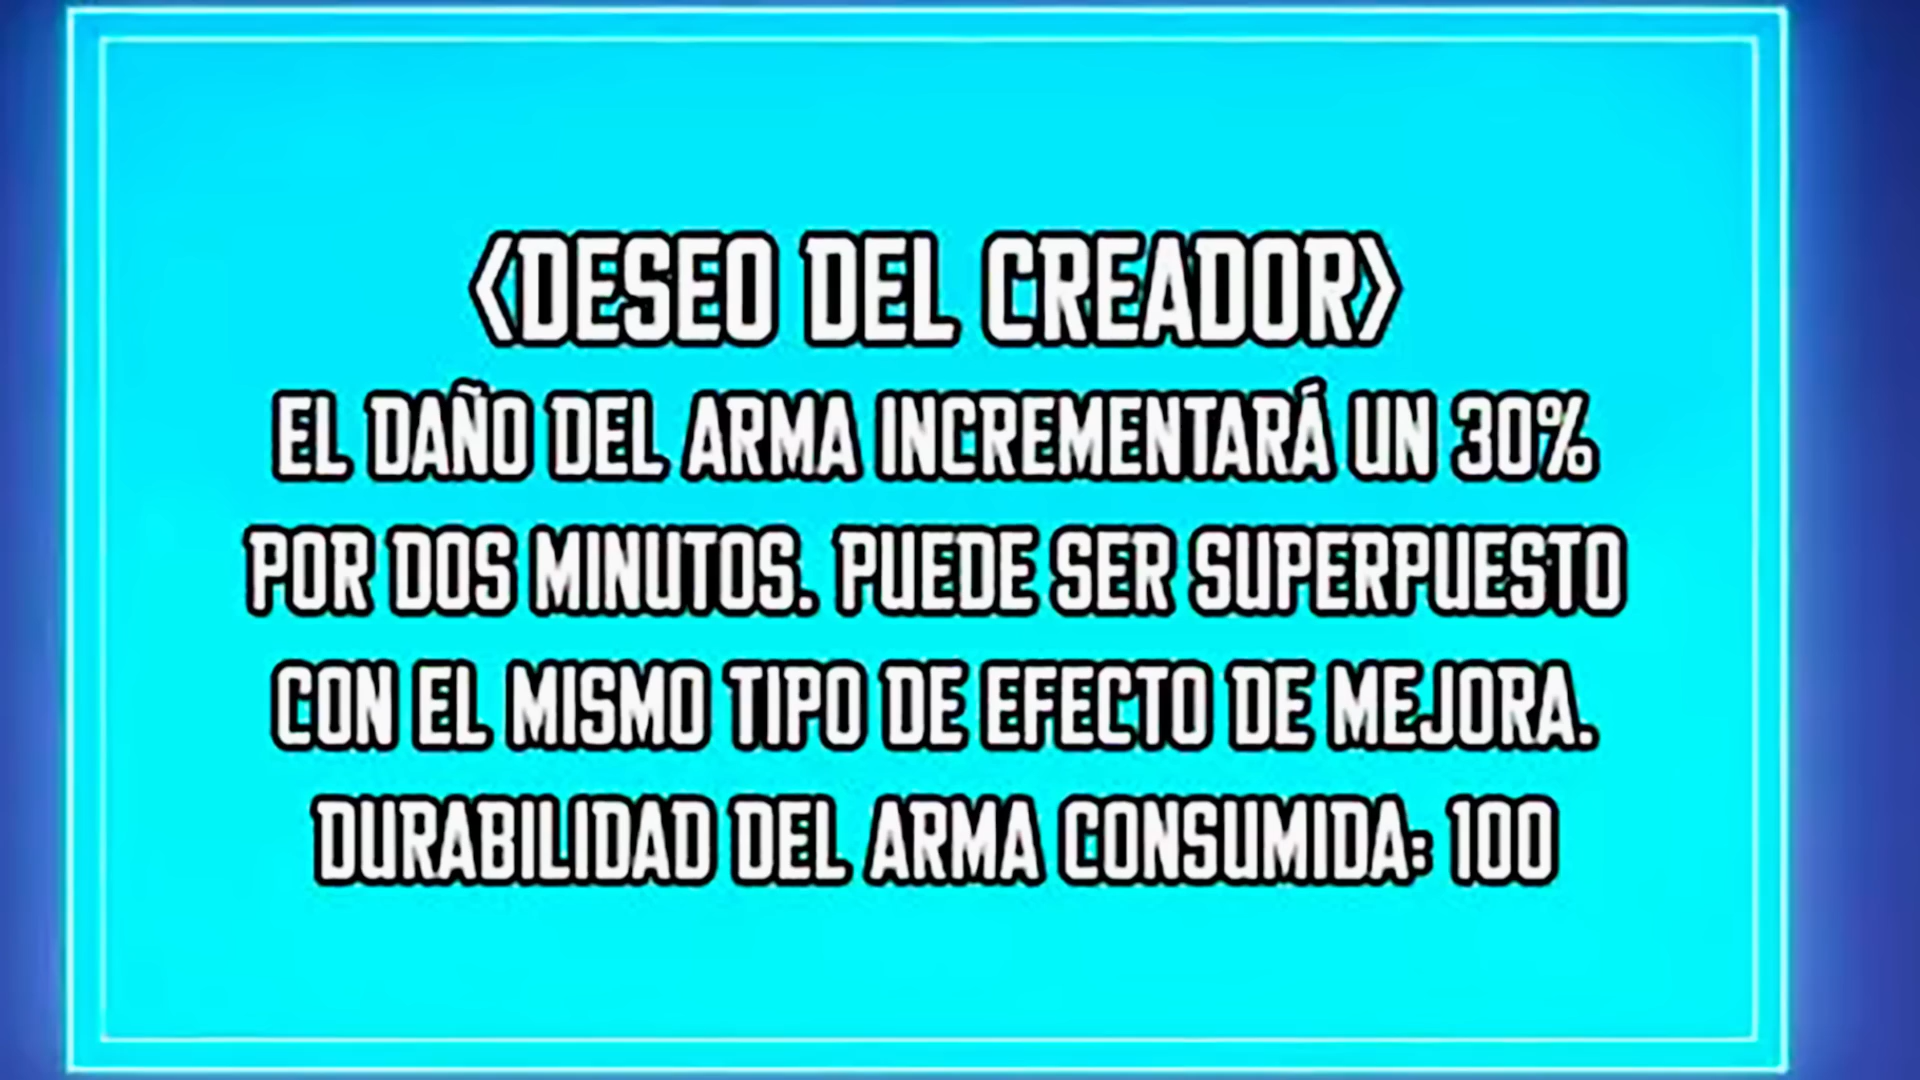 <DESEO DEL CREADOR>
EL DAÑO DEL ARMA INCREMENTARÁ UN 30%
POR DOS MINUTOS. PUEDE SER SUPERPUESTO
CON EL MISMO TIPO DE EFECTO DE MEJORA.
DURABILIDAD DEL ARMA CONSUMIDA: 100